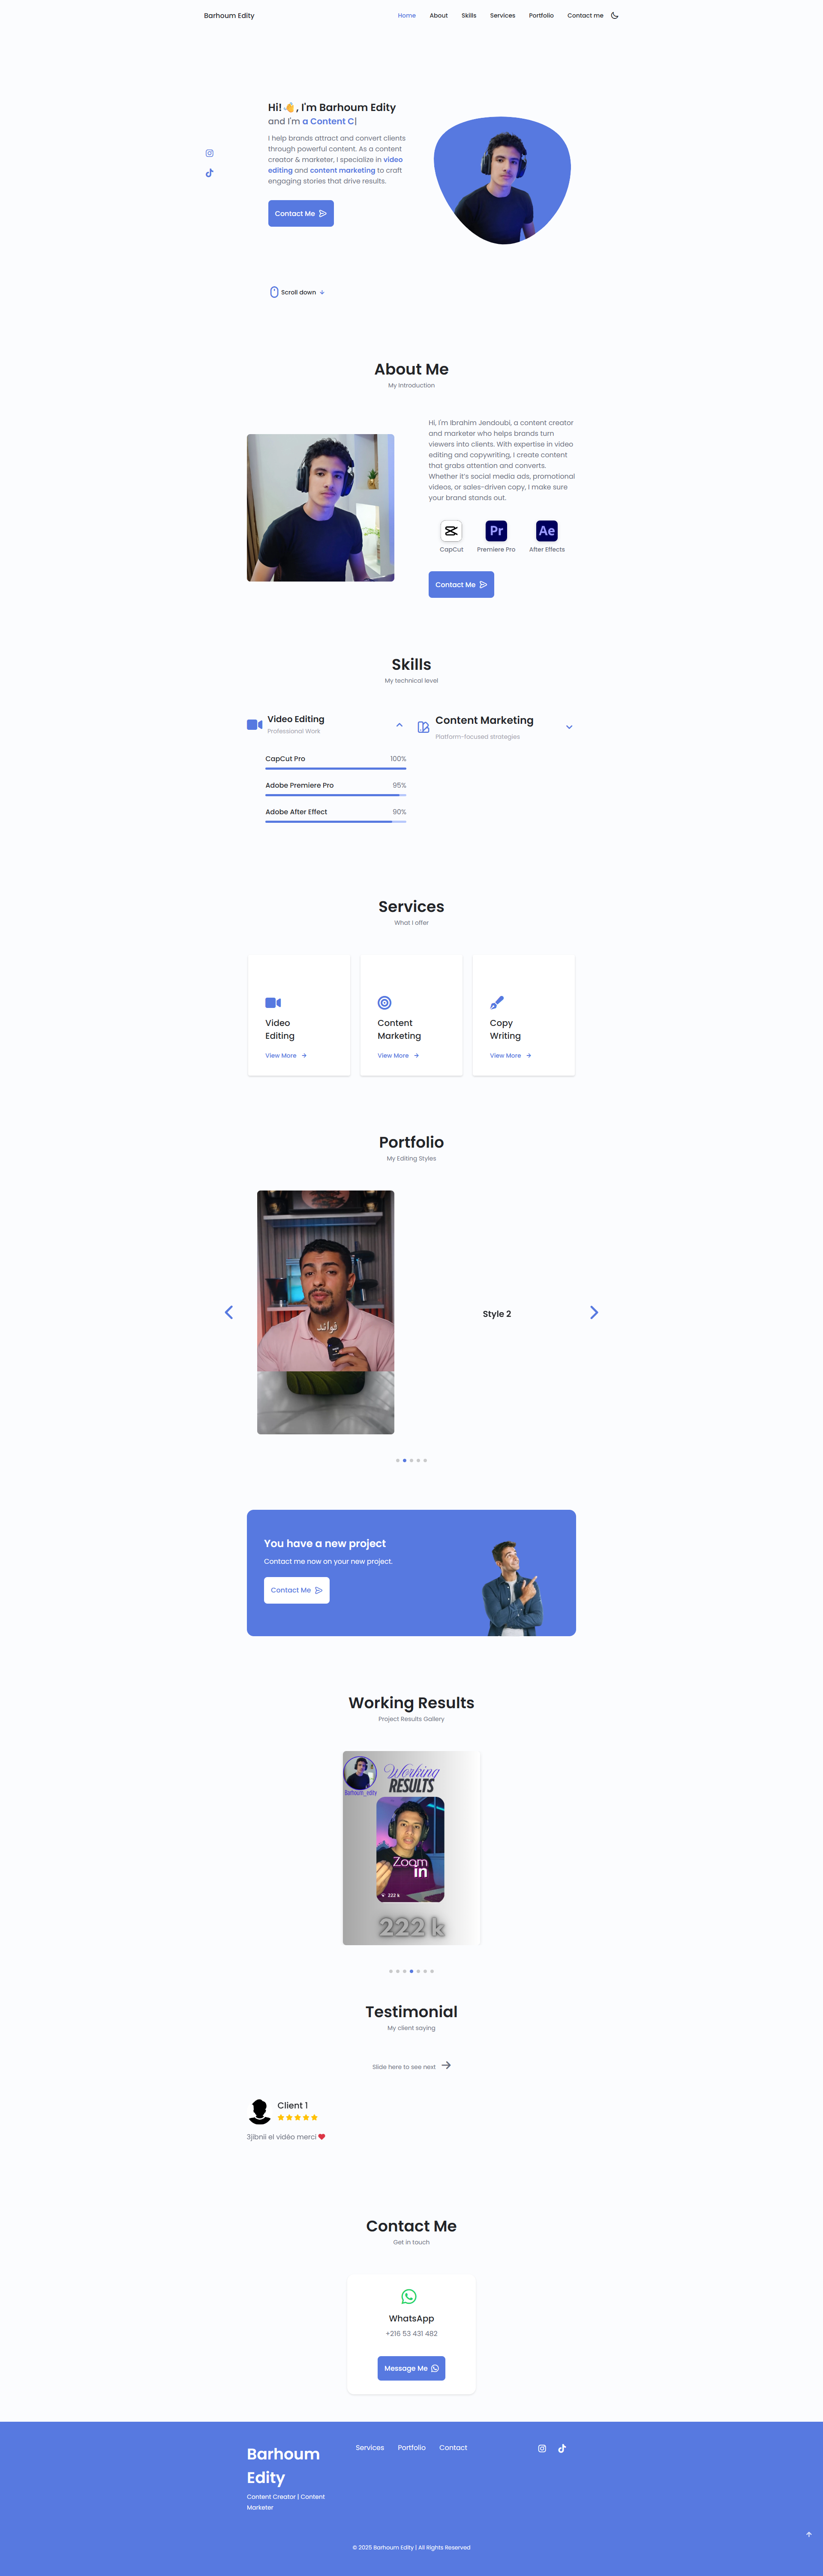 Barhoum Edity
Home About Skills Services Portfolio Contact me
Hi!👋, I'm Barhoum Edity
and I'm a Content C|
I help brands attract and convert clients
through powerful content. As a content
creator & marketer, I specialize in video
editing and content marketing to craft
engaging stories that drive results.
Contact Me
Scroll down
About Me
My Introduction
Hi, I'm Ibrahim Jendoubi, a content creator
and marketer who helps brands turn
viewers into clients. With expertise in video
editing and copywriting, I create content
that grabs attention and converts.
Whether it's social media ads, promotional
videos, or sales-driven copy, I make sure
your brand stands out.
Pr Ae
CapCut Premiere Pro After Effects
Contact Me
Skills
My technical level
Video Editing
Professional Work
CapCut Pro 100%
Adobe Premiere Pro 95%
Adobe After Effect 90%
Content Marketing
Platform-focused strategies
Services
What I offer
Video
Editing
View More
Content
Marketing
View More
Copy
Writing
View More
Portfolio
My Editing Styles
فوائد
Style 2
You have a new project
Contact me now on your new project.
Contact Me
Working Results
Project Results Gallery
Working
RESULTS
Barhoum_Edity
Zoom
in
222 k
222 k
Testimonial
My client saying
Slide here to see next
Client 1
3jibnii el vidéo merci ❤️
Contact Me
Get in touch
WhatsApp
+216 53 431 482
Message Me
Barhoum
Edity
Content Creator | Content
Marketer
Services Portfolio Contact
© 2025 Barhoum Edity | All Rights Reserved